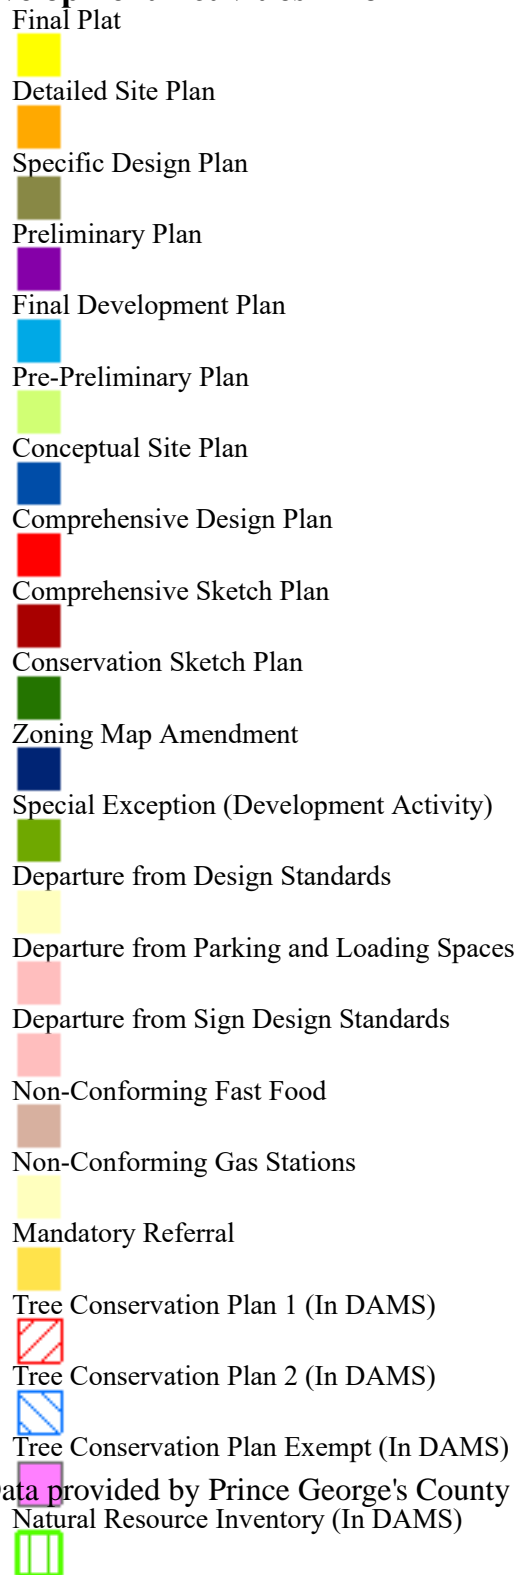 Final Plat
Detailed Site Plan
Specific Design Plan
Preliminary Plan
Final Development Plan
Pre-Preliminary Plan
Conceptual Site Plan
Comprehensive Design Plan
Comprehensive Sketch Plan
Conservation Sketch Plan
Zoning Map Amendment
Special Exception (Development Activity)
Departure from Design Standards
Departure from Parking and Loading Spaces
Departure from Sign Design Standards
Non-Conforming Fast Food
Non-Conforming Gas Stations
Mandatory Referral
Tree Conservation Plan 1 (In DAMS)
Tree Conservation Plan 2 (In DAMS)
Tree Conservation Plan Exempt (In DAMS)
provided by Prince George's County
Natural Resource Inventory (In DAMS)